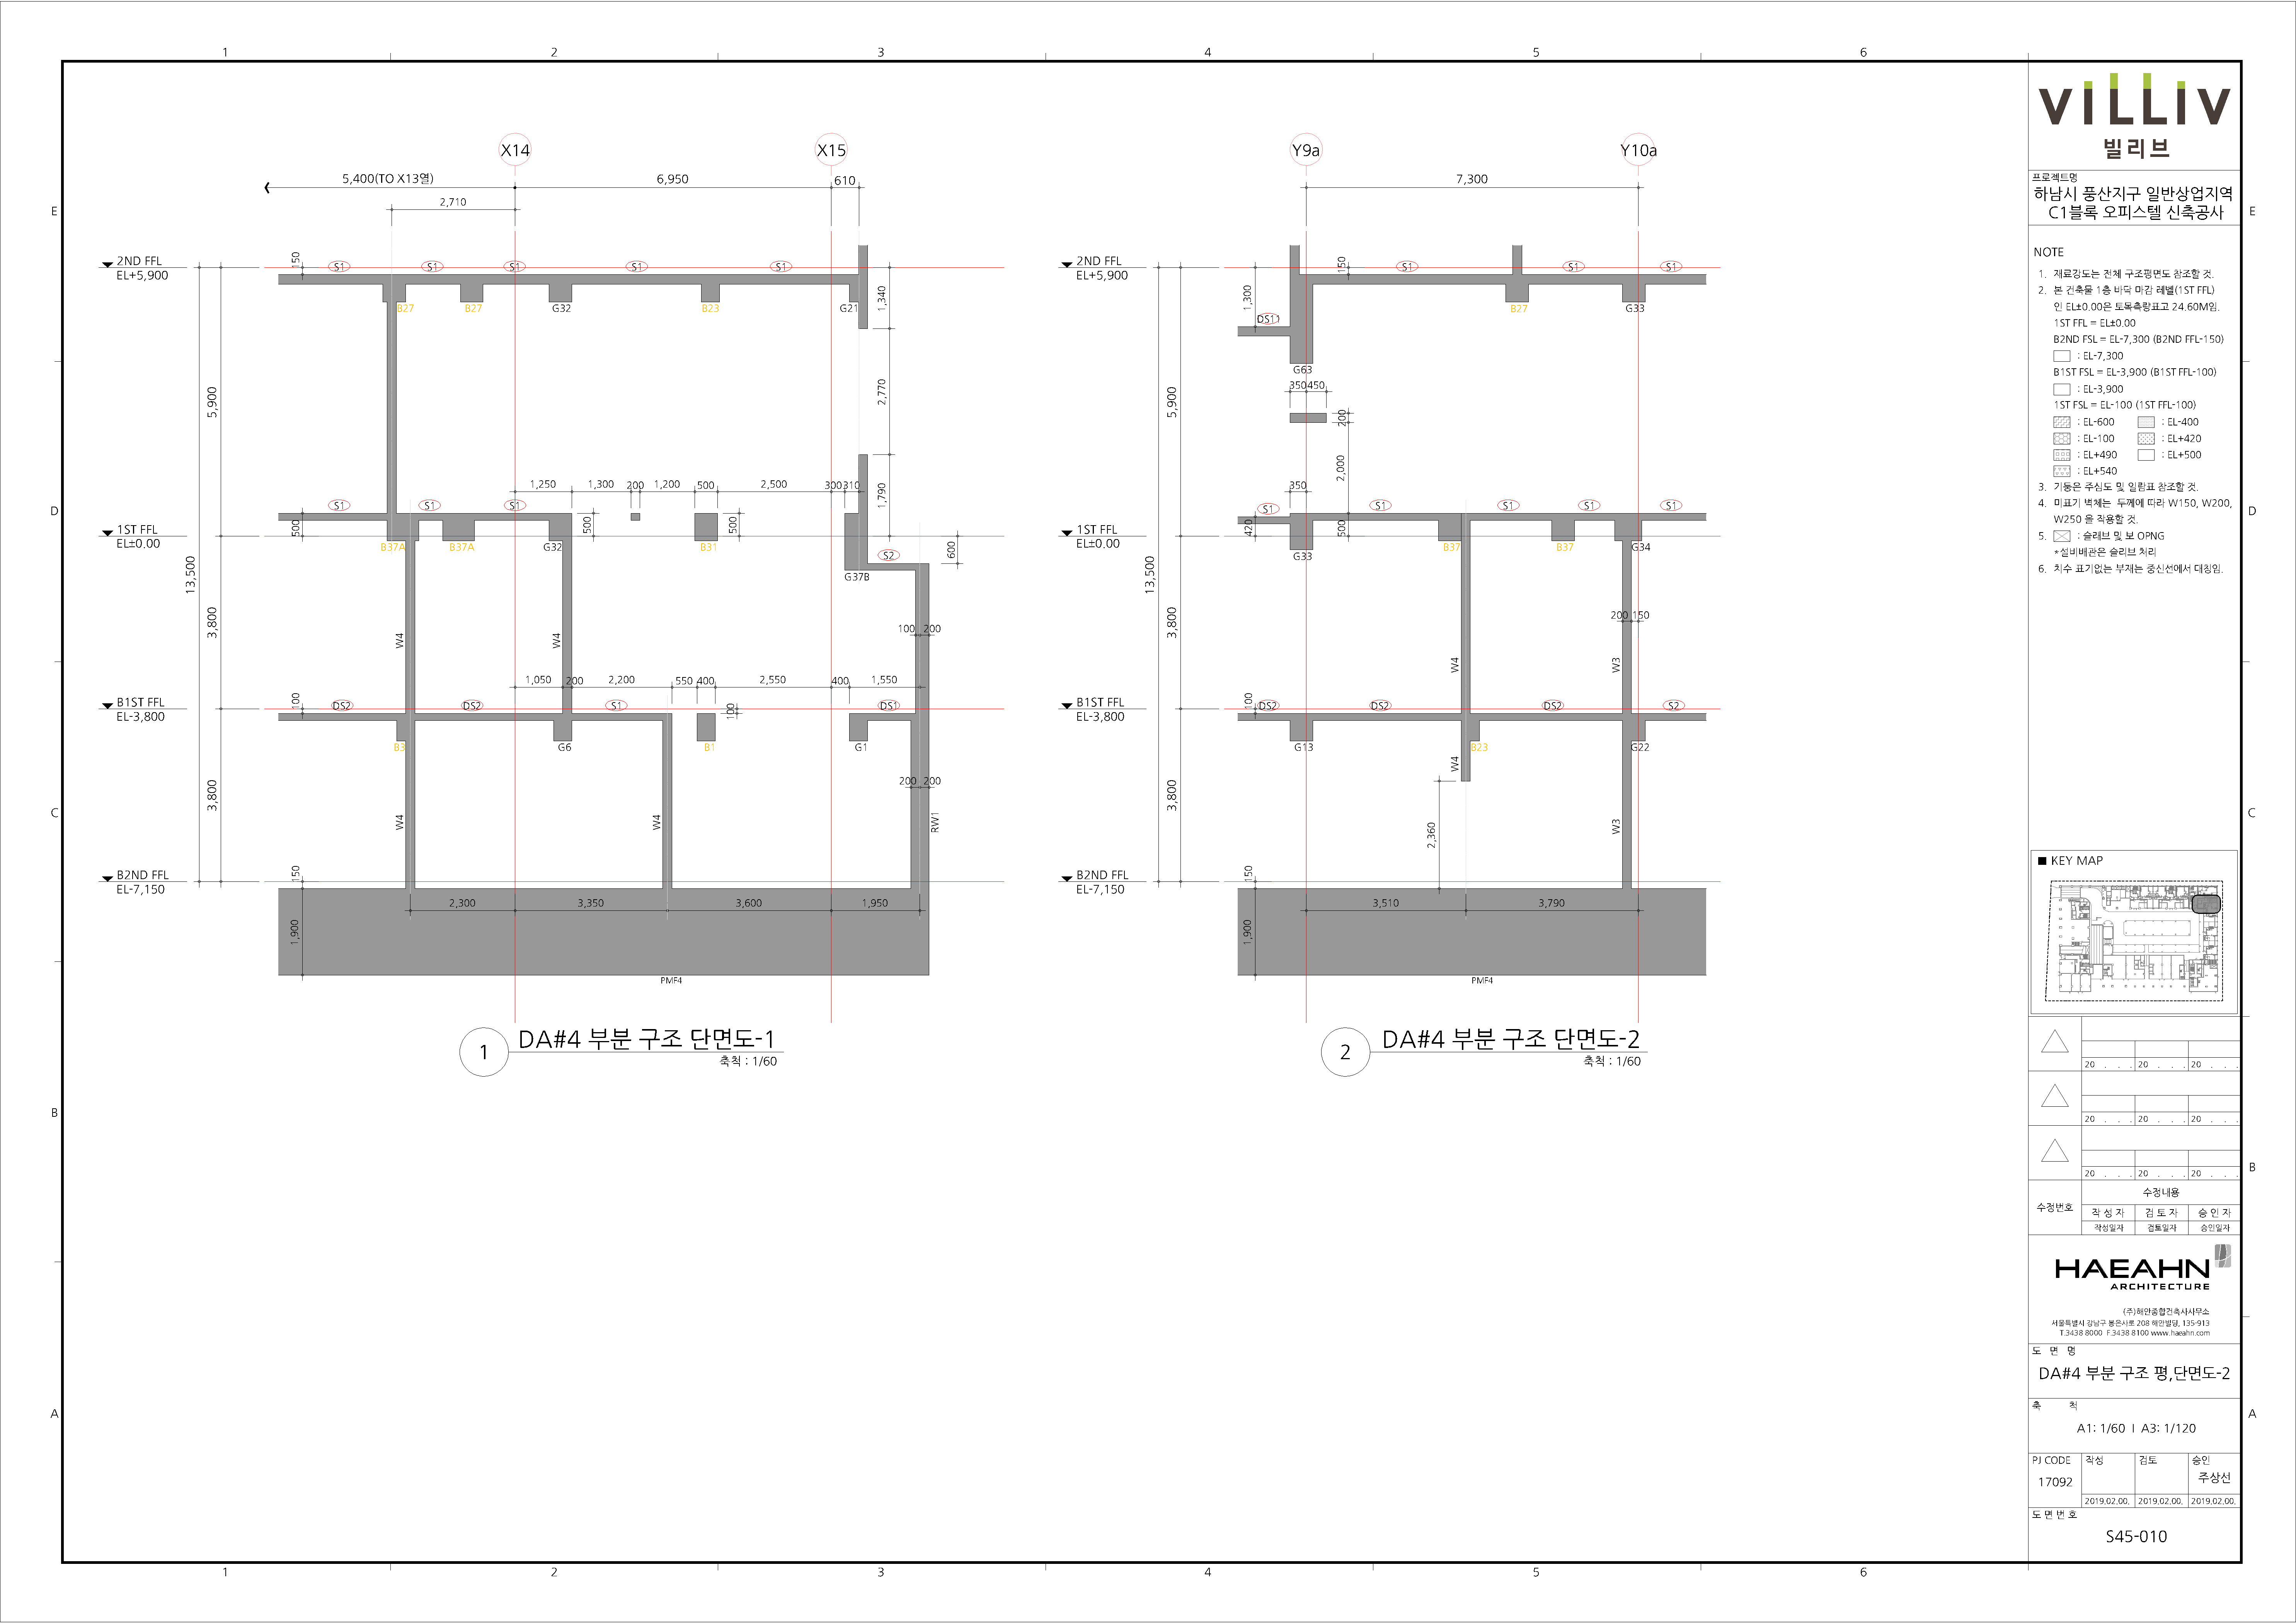 1 2 3 4 5 6
E
D
C
B
A
X14 X15
5,400(TO X13열) 6,950 610
2,710
2ND FFL
EL+5,900
150
S1 S1 S1 S1 S1
B27 B27 G32 B23 G21
1,340
5,900
2,770
1,250 1,300 200 1,200 500 2,500 300 310
1,790
S1 S1 S1
1ST FFL
EL±0.00
500 500 500
B37A B37A G32 B31
S2
600
G37B
13,500
3,800
W4 W4
100 200
1,050 200 2,200 550 400 2,550 400 1,550
B1ST FFL
EL-3,800
100
DS2 DS2 S1 100 DS1
B3 G6 B1 G1
200 200
3,800
W4 W4 RW1
B2ND FFL
EL-7,150
150
2,300 3,350 3,600 1,950
1,900
PMF4
1
DA#4 부분 구조 단면도-1
축척 : 1/60
Y9a Y10a
7,300
2ND FFL
EL+5,900
150
S1 S1 S1
1,300
DS11
B27 G33
G63
350 450
5,900
200
2,000
350
S1 S1 S1 S1 S1
1ST FFL
EL±0.00
420 500
G33 B37 B37 G34
13,500
3,800
200 150
W4 W3
B1ST FFL
EL-3,800
100
DS2 DS2 DS2 S2
G13 B23 G22
W4
3,800
2,360
W3
B2ND FFL
EL-7,150
150
3,510 3,790
1,900
PMF4
2
DA#4 부분 구조 단면도-2
축척 : 1/60
VILLIV
빌리브
프로젝트명
하남시 풍산지구 일반상업지역
C1블록 오피스텔 신축공사
NOTE
1. 재료강도는 전체 구조평면도 참조할 것.
2. 본 건축물 1층 바닥 마감 레벨(1ST FFL)
인 EL±0.00은 토목측량표고 24.60M임.
1ST FFL = EL±0.00
B2ND FSL = EL-7,300 (B2ND FFL-150)
: EL-7,300
B1ST FSL = EL-3,900 (B1ST FFL-100)
: EL-3,900
1ST FSL = EL-100 (1ST FFL-100)
: EL-600 : EL-400
: EL-100 : EL+420
: EL+490 : EL+500
: EL+540
3. 기둥은 주심도 및 일람표 참조할 것.
4. 미표기 벽체는 두께에 따라 W150, W200,
W250 을 적용할 것.
5. : 슬래브 및 보 OPNG
*설비배관은 슬리브 처리
6. 치수 표기없는 부재는 중신선에서 대칭임.
■ KEY MAP
20 . . . 20 . . . 20 . . .
20 . . . 20 . . . 20 . . .
20 . . . 20 . . . 20 . . .
수정번호
수정내용
작 성 자 검 토 자 승 인 자
작성일자 검토일자 승인일자
HAEAHN
ARCHITECTURE
(주)해안종합건축사사무소
서울특별시 강남구 봉은사로 208 해안빌딩, 135-913
T.3438 8000 F.3438 8100 www.haeahn.com
도 면 명
DA#4 부분 구조 평,단면도-2
축 척
A1: 1/60 I A3: 1/120
PJ CODE 작성 검토 승인
17092 주상선
2019.02.00. 2019.02.00. 2019.02.00.
도 면 번 호
S45-010
E
D
C
B
A
1 2 3 4 5 6